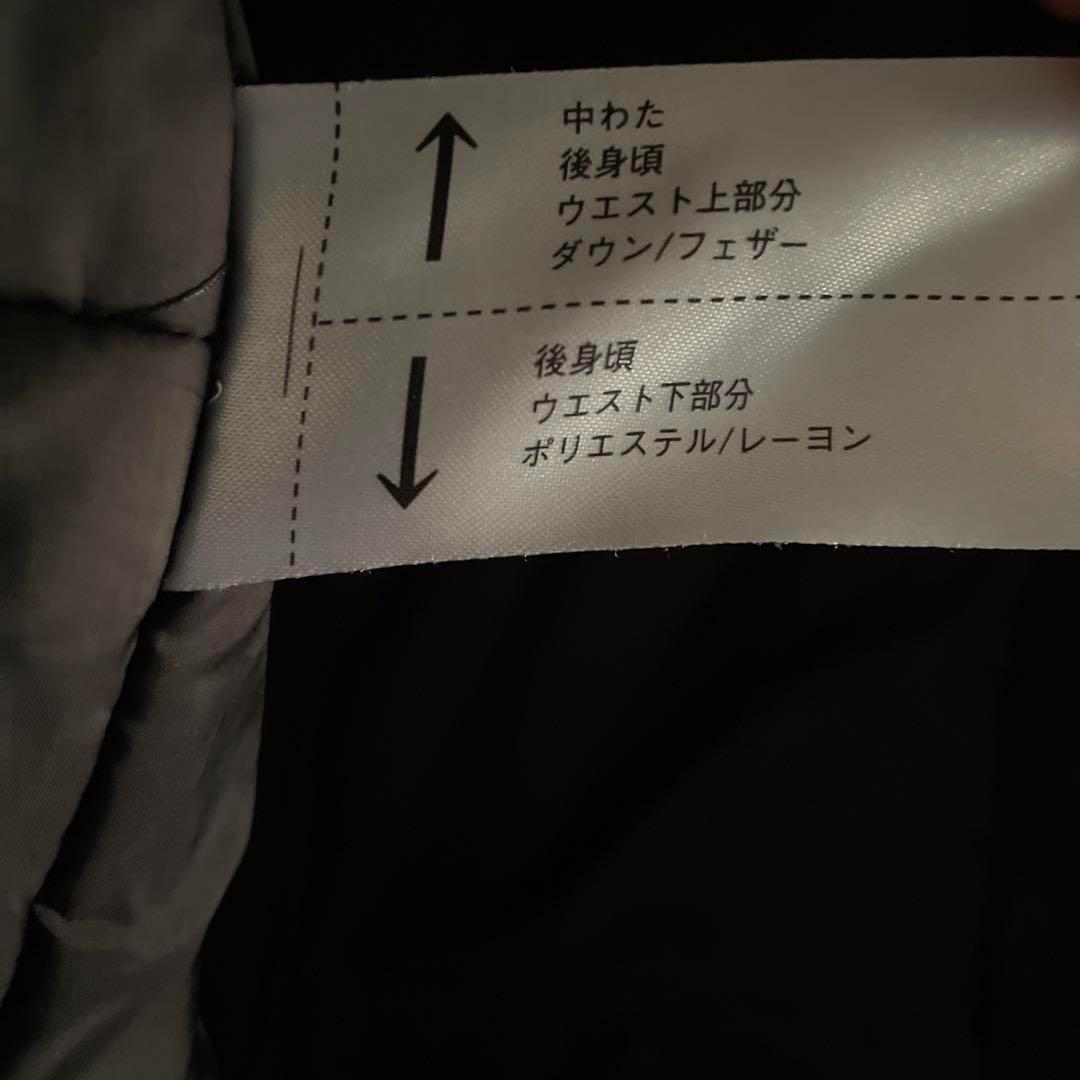 中わた
後身頃
ウエスト上部分
ダウン/フェザー
後身頃
ウエスト下部分
ポリエステル/レーヨン